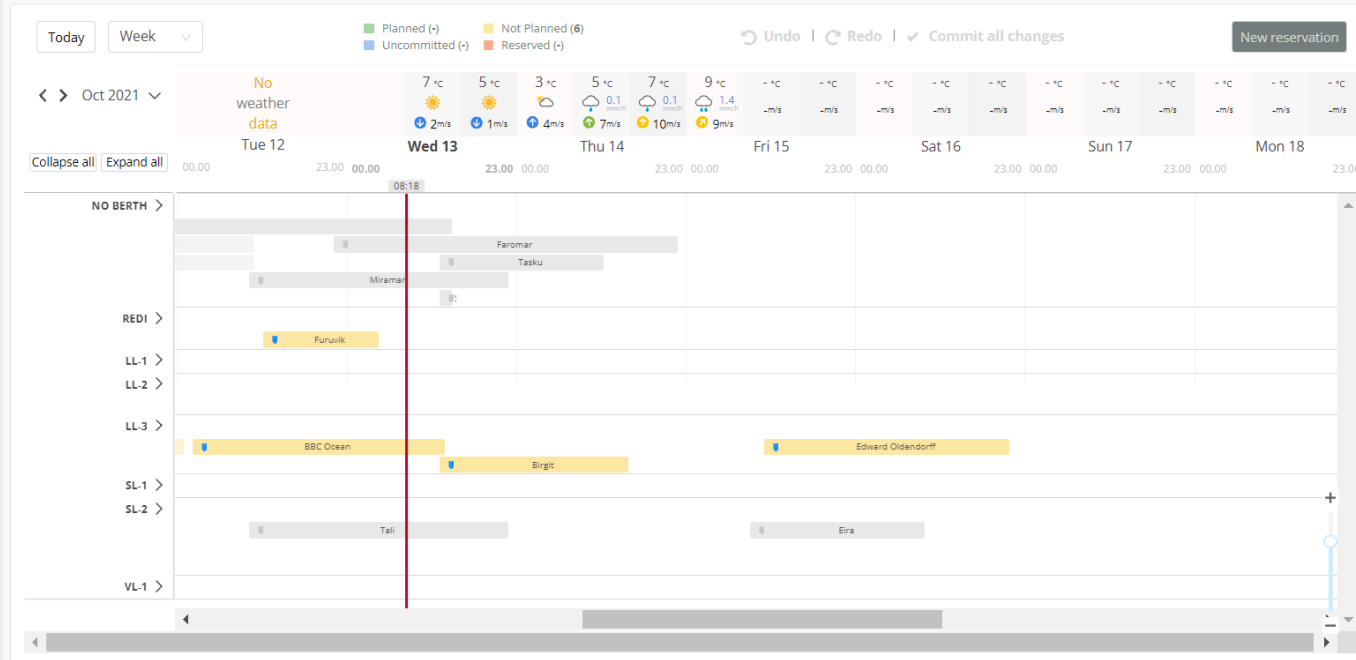 Today
Week
Planned (-)
Not Planned (6)
Uncommitted (-)
Reserved (-)
Undo
Redo
Commit all changes
New reservation
Oct 2021
No
weather
data
7 °C
5 °C
3 °C
5 °C
7 °C
9 °C
- °C
- °C
- °C
- °C
- °C
- °C
- °C
- °C
- °C
- °C
- °C
0.1
mm/h
0.1
mm/h
1.4
mm/h
2m/s
1m/s
4m/s
7m/s
10m/s
9m/s
-m/s
-m/s
-m/s
-m/s
-m/s
-m/s
-m/s
-m/s
-m/s
-m/s
-m/s
Tue 12
Wed 13
Thu 14
Fri 15
Sat 16
Sun 17
Mon 18
Collapse all
Expand all
00.00
23.00
00.00
23.00
00.00
23.00
00.00
23.00
00.00
23.00
00.00
23.00
00.00
23.0
08:18
NO BERTH
Faromar
Tasku
Miramar
REDI
Furuvik
LL-1
LL-2
LL-3
BBC Ocean
Edward Oldendorff
Birgit
SL-1
SL-2
Tali
Eira
VL-1